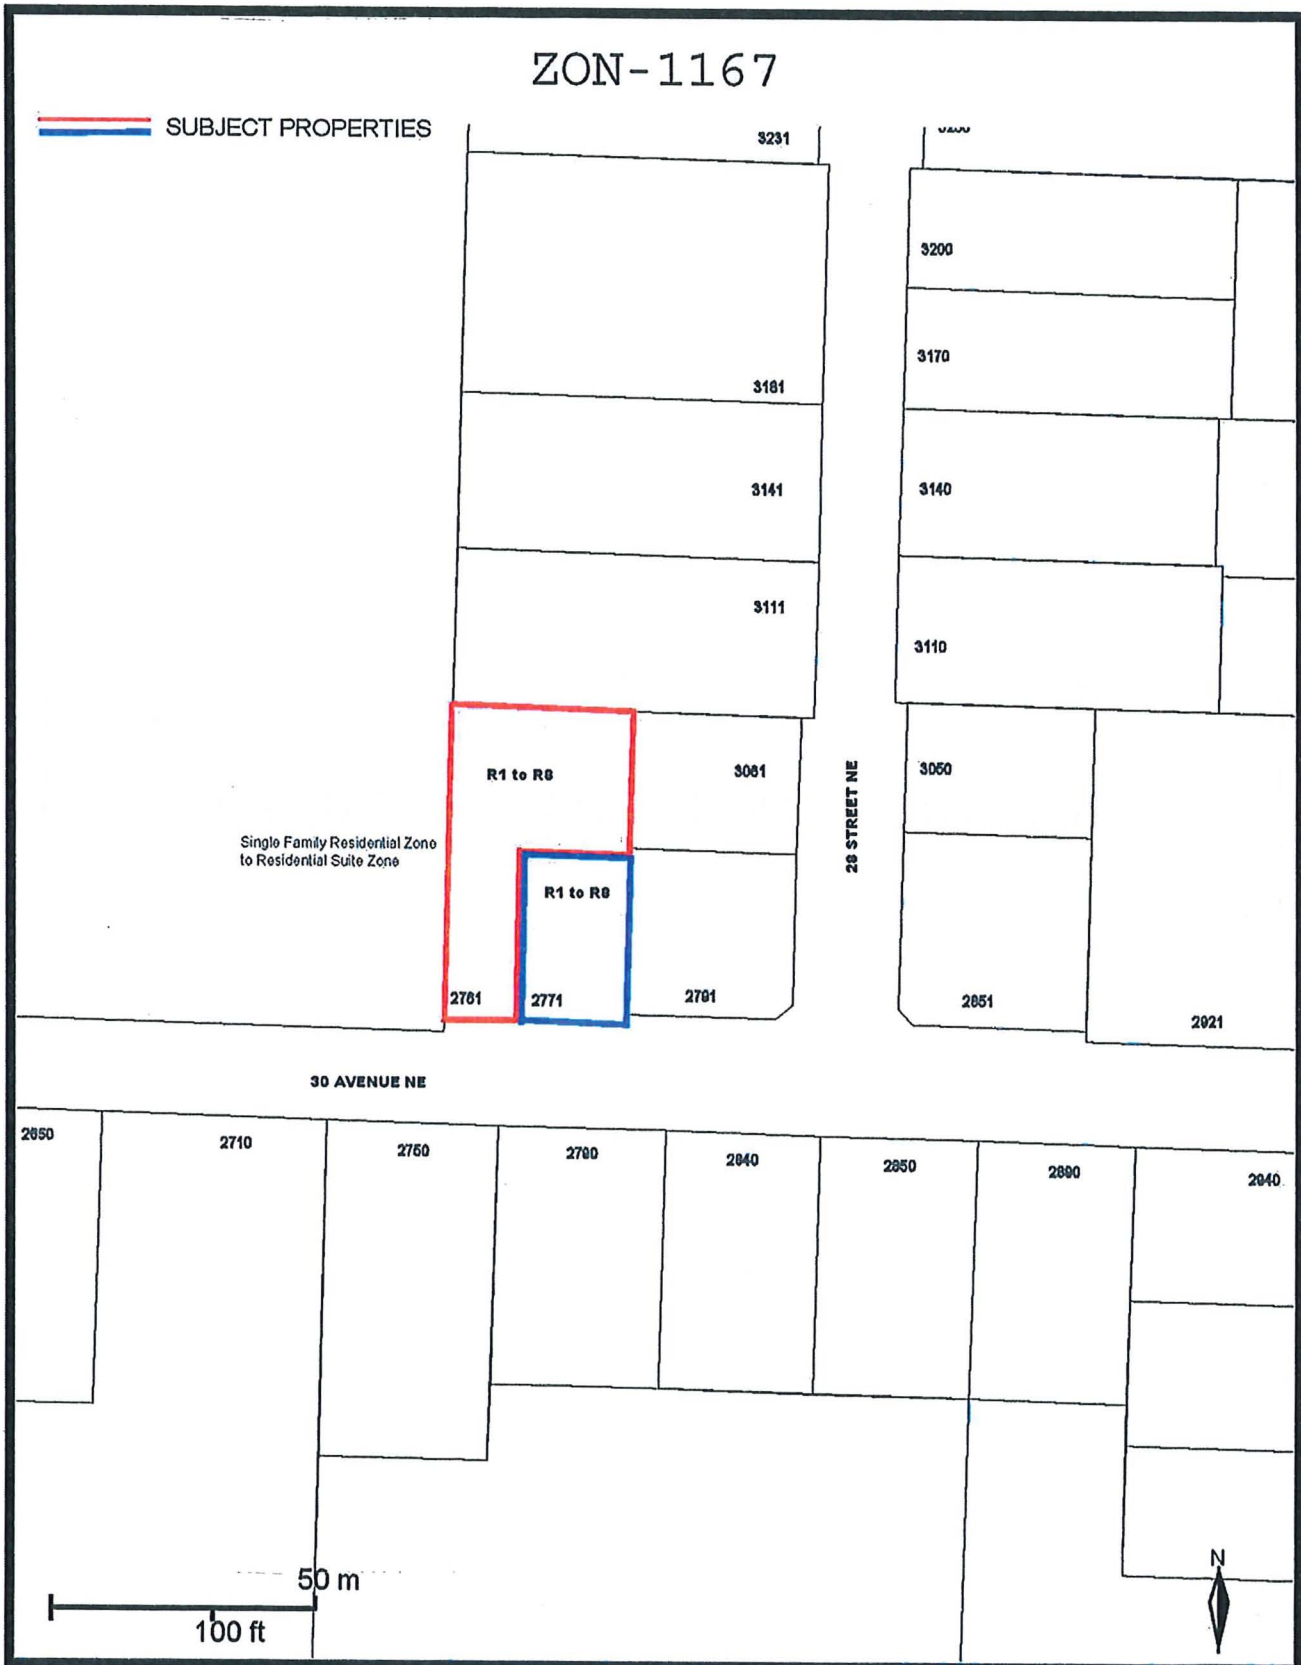 ZON-1167
SUBJECT PROPERTIES
3231
3200
3181
3170
3141
3140
3111
3110
R1 to R8
3061
3050
28 STREET NE
Single Family Residential Zone
to Residential Suite Zone
R1 to R8
2761
2771
2791
2851
2921
30 AVENUE NE
2650
2710
2750
2790
2840
2850
2890
2940
50 m
100 ft
N